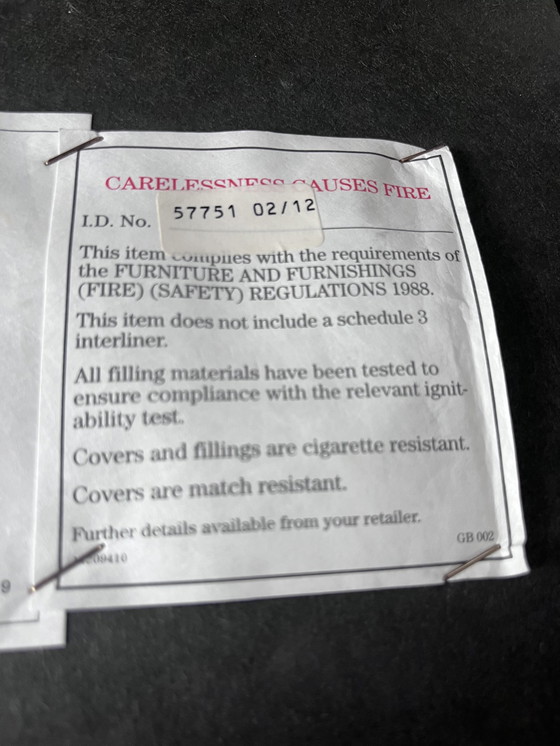 CARELESSNESS CAUSES FIRE
I.D. No. 57751 02/12
This item complies with the requirements of
the FURNITURE AND FURNISHINGS
(FIRE) (SAFETY) REGULATIONS 1988.
This item does not include a schedule 3
interliner.
All filling materials have been tested to
ensure compliance with the relevant ignit-
ability test.
Covers and fillings are cigarette resistant.
Covers are match resistant.
Further details available from your retailer.
GB 002
9